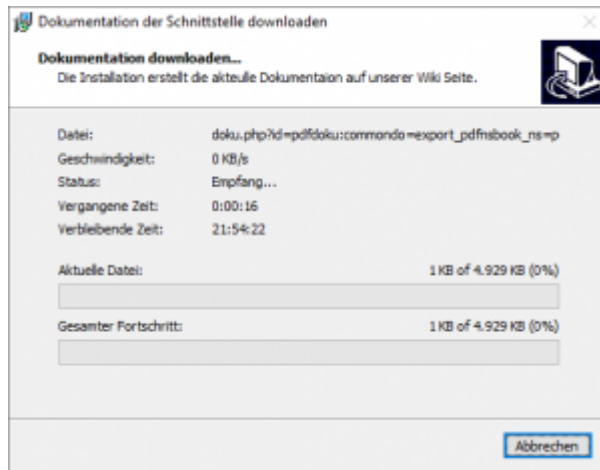 Dokumentation der Schnittstelle downloaden
Dokumentation downloaden...
Die Installation erstellt die akteulle Dokumentaion auf unserer Wiki Seite.
Datei: doku.php?id=pdfdoku:commondo=export_pdfnsbook_ns=p
Geschwindigkeit: 0 KB/s
Status: Empfang...
Vergangene Zeit: 0:00:16
Verbleibende Zeit: 21:54:22
Aktuelle Datei: 1 KB of 4.929 KB (0%)
Gesamter Fortschritt: 1 KB of 4.929 KB (0%)
Abbrechen